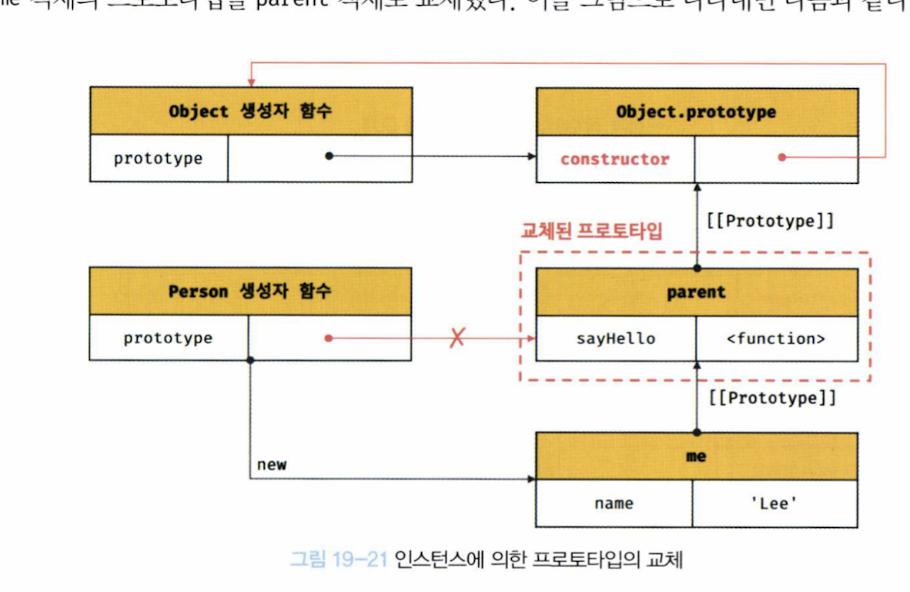 me 객체의 프로토타입을 parent 객체로 교체했다. 이를 그림으로 나타내면 다음과 같다
Object 생성자 함수
prototype
Object.prototype
constructor
[[Prototype]]
교체된 프로토타입
Person 생성자 함수
prototype
X
parent
sayHello
<function>
[[Prototype]]
new
me
name
'Lee'
그림 19-21 인스턴스에 의한 프로토타입의 교체